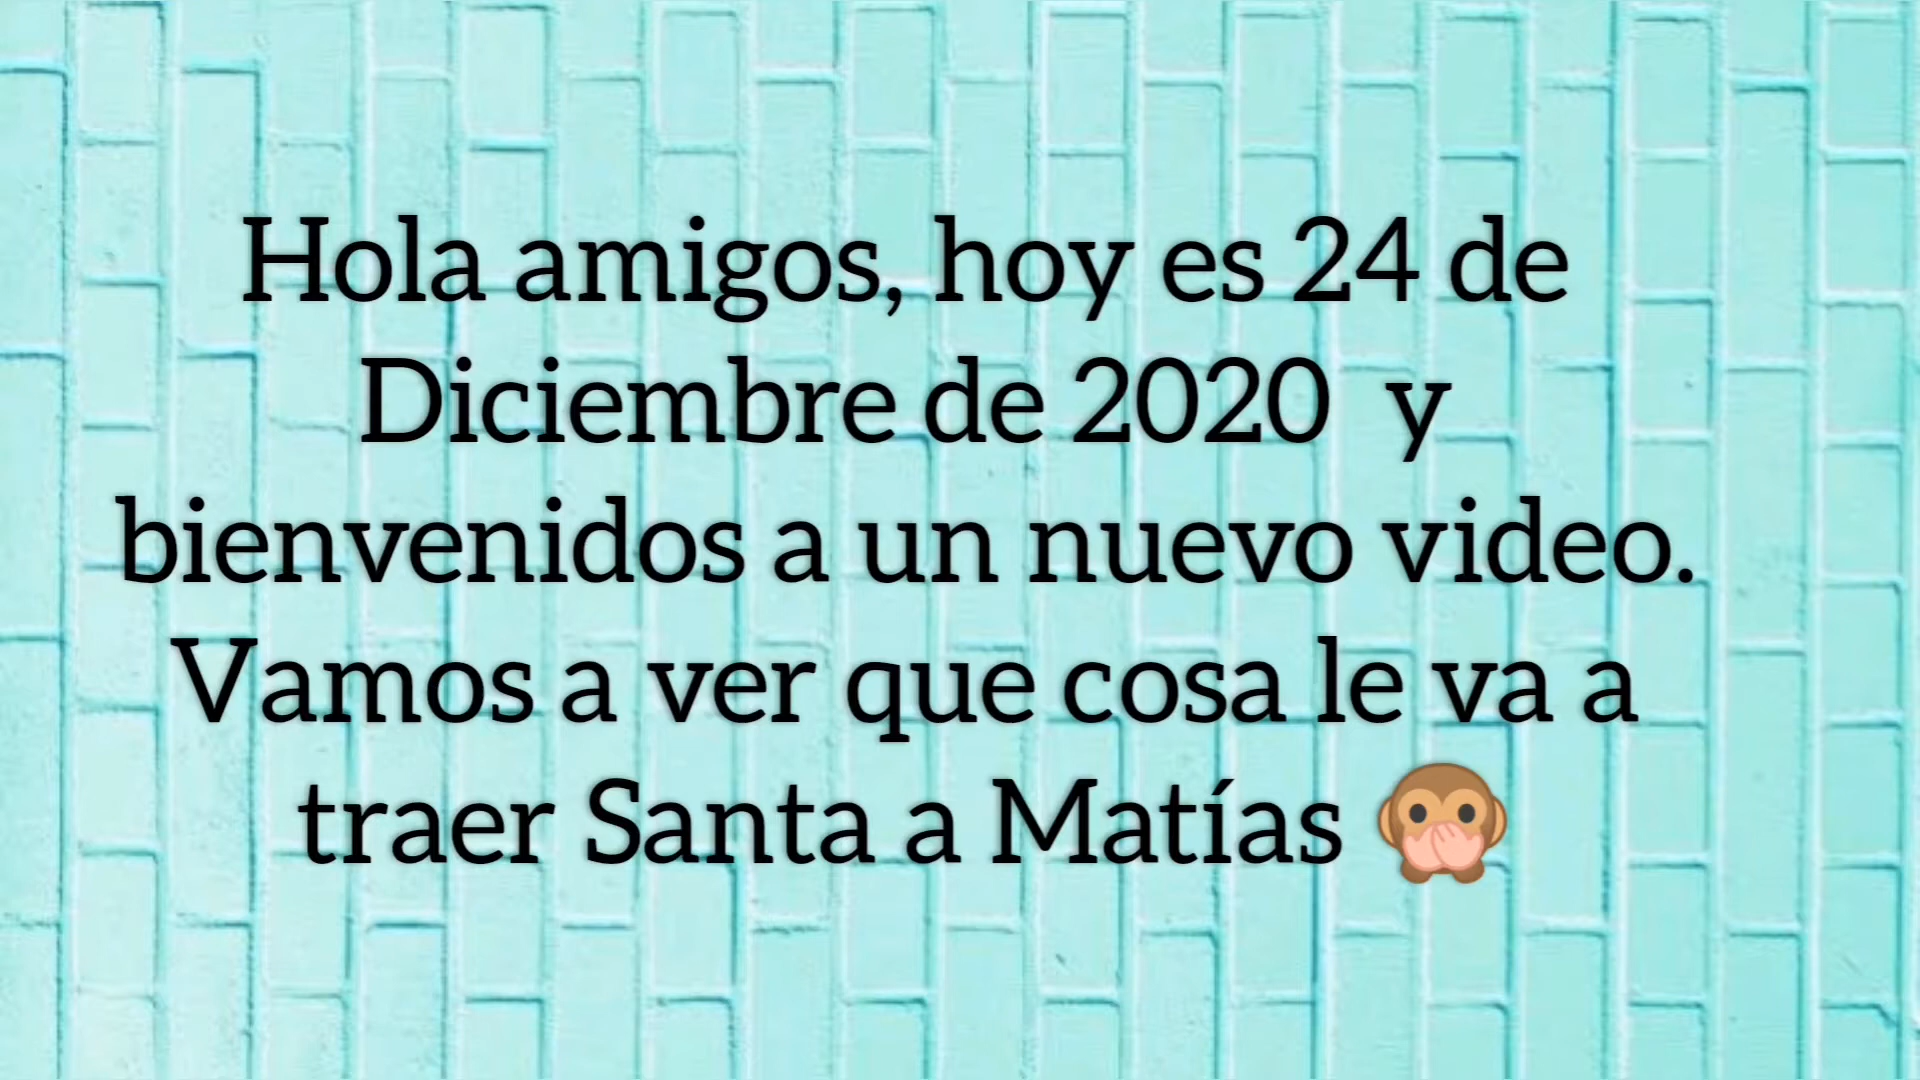 Hola amigos, hoy es 24 de
Diciembre de 2020  y
bienvenidos a un nuevo video.
Vamos a ver que cosa le va a
traer Santa a Matías 🙊